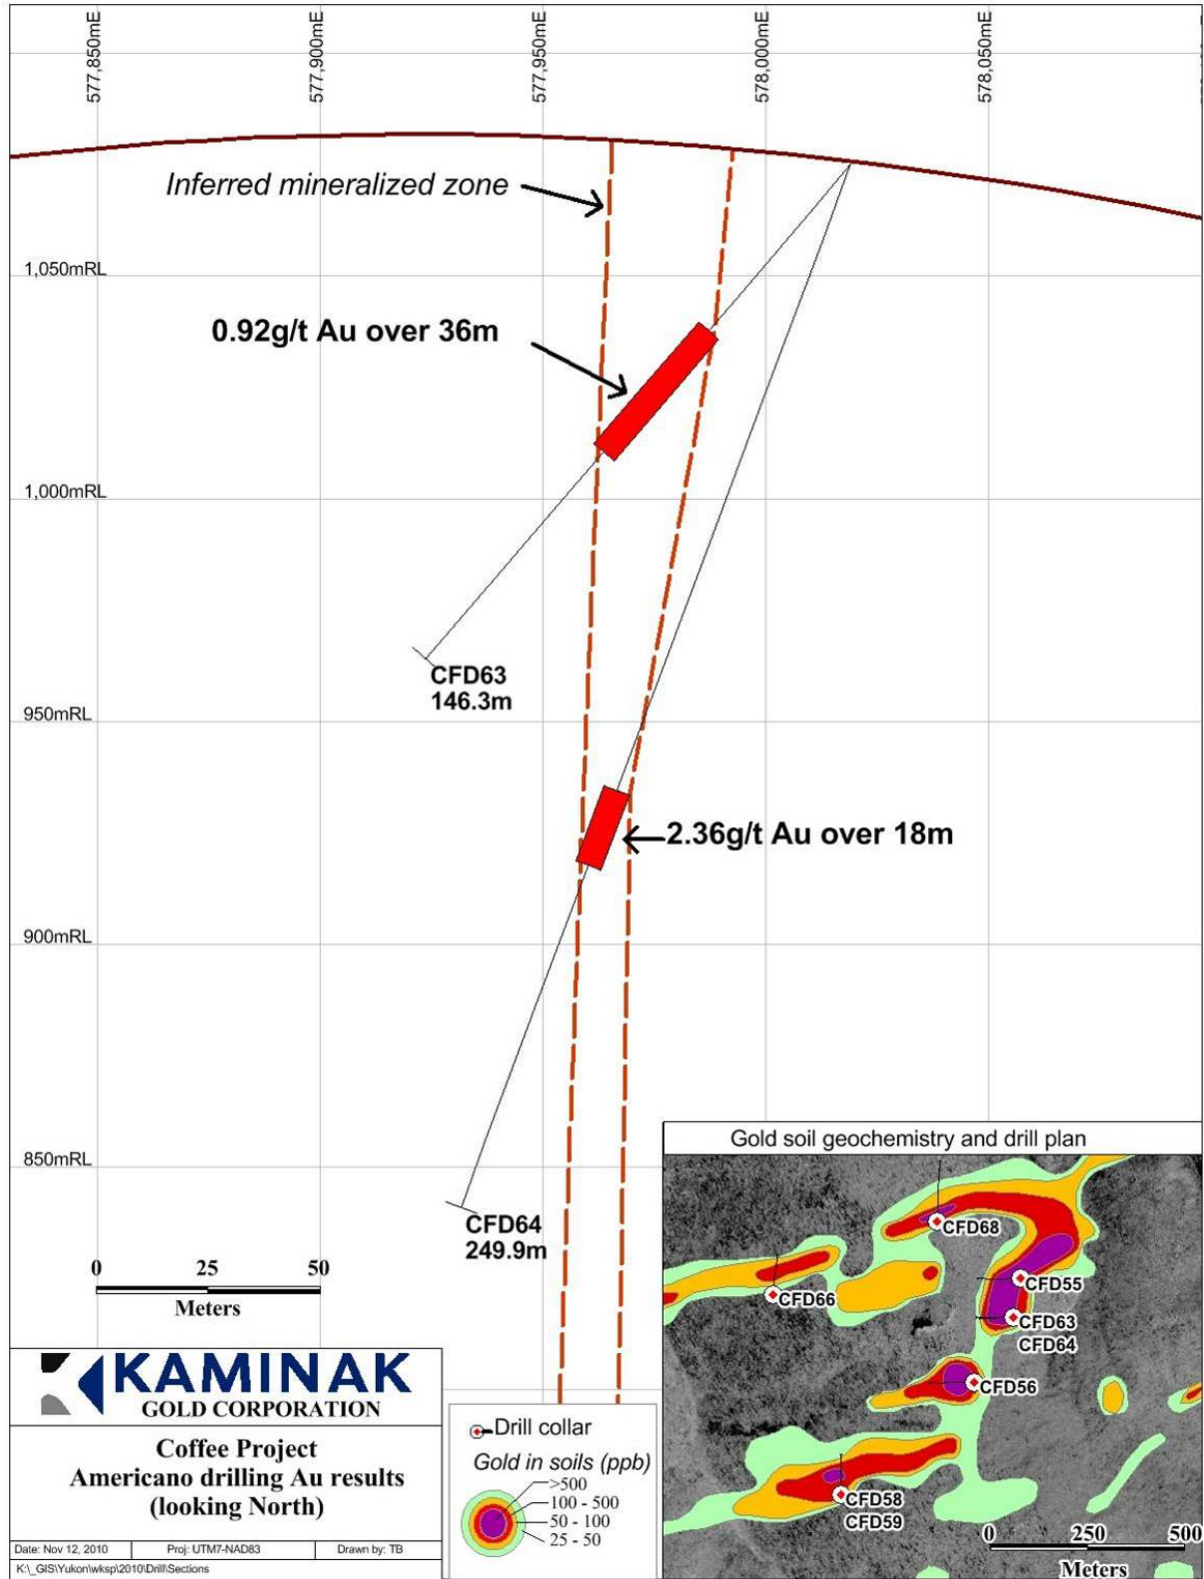 577,850mE
577,900mE
577,950mE
578,000mE
578,050mE
Inferred mineralized zone
1,050mRL
0.92g/t Au over 36m
1,000mRL
CFD63
146.3m
950mRL
2.36g/t Au over 18m
900mRL
850mRL
CFD64
249.9m
0 25 50
Meters
KAMINAK
GOLD CORPORATION
Coffee Project
Americano drilling Au results
(looking North)
Date: Nov 12, 2010 Proj: UTM7-NAD83 Drawn by: TB
K:\_GIS\Yukon\wksp\2010\Drill\Sections
Drill collar
Gold in soils (ppb)
>500
100 - 500
50 - 100
25 - 50
Gold soil geochemistry and drill plan
CFD68
CFD55
CFD66
CFD63
CFD64
CFD56
CFD58
CFD59
0 250 500
Meters